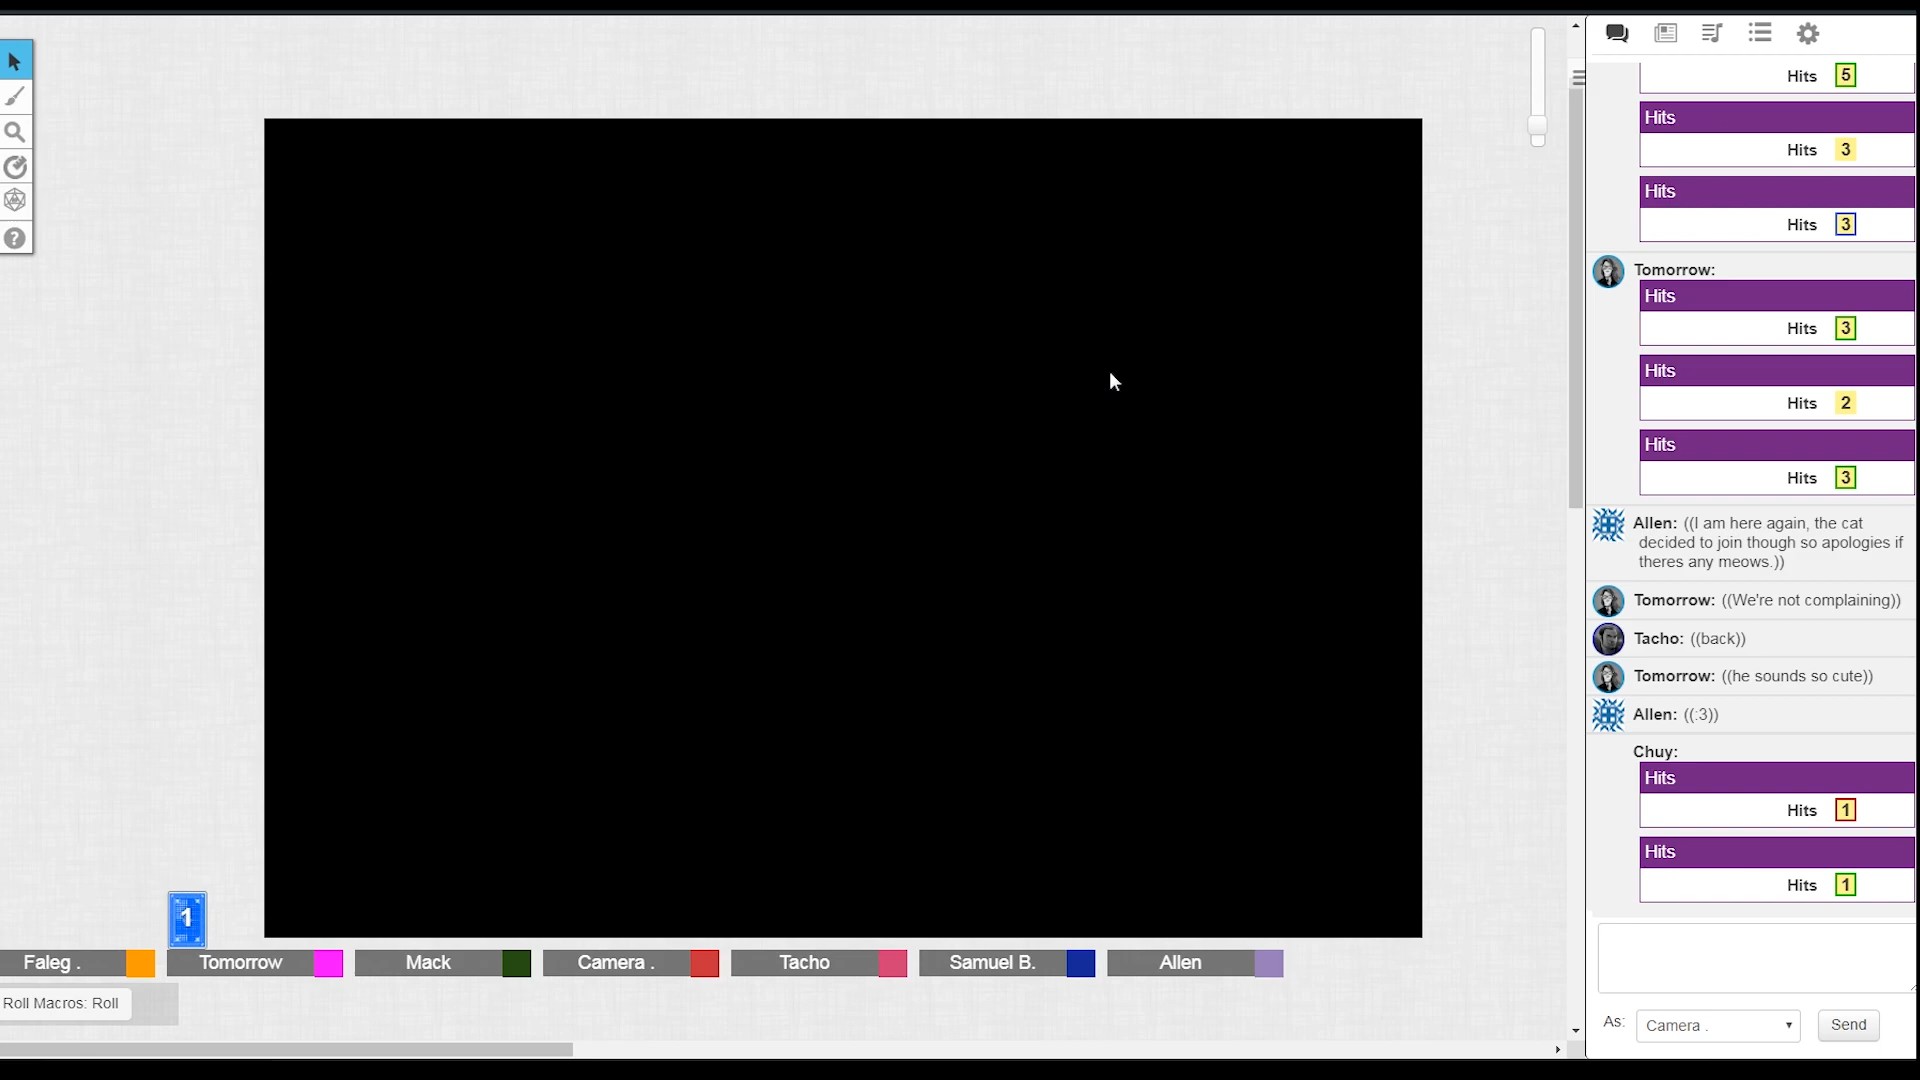 Hits 5
Hits
Hits 3
Hits
Hits 3
Tomorrow:
Hits
Hits 3
Hits
Hits 2
Hits
Hits 3
Allen: ((I am here again, the cat
decided to join though so apologies if
theres any meows.))
Tomorrow: ((We're not complaining))
Tacho: ((back))
Tomorrow: ((he sounds so cute))
Allen: ((:3))
Chuy:
Hits
Hits 1
Hits
Hits 1
1
Faleg . Tomorrow Mack Camera . Tacho Samuel B. Allen
Roll Macros: Roll
As: Camera . Send